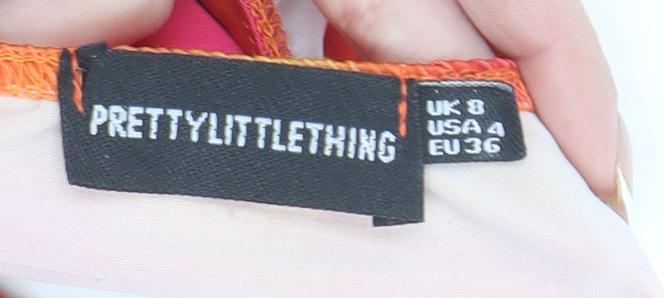 PRETTYLITTLETHING
UK 8
USA 4
EU 36